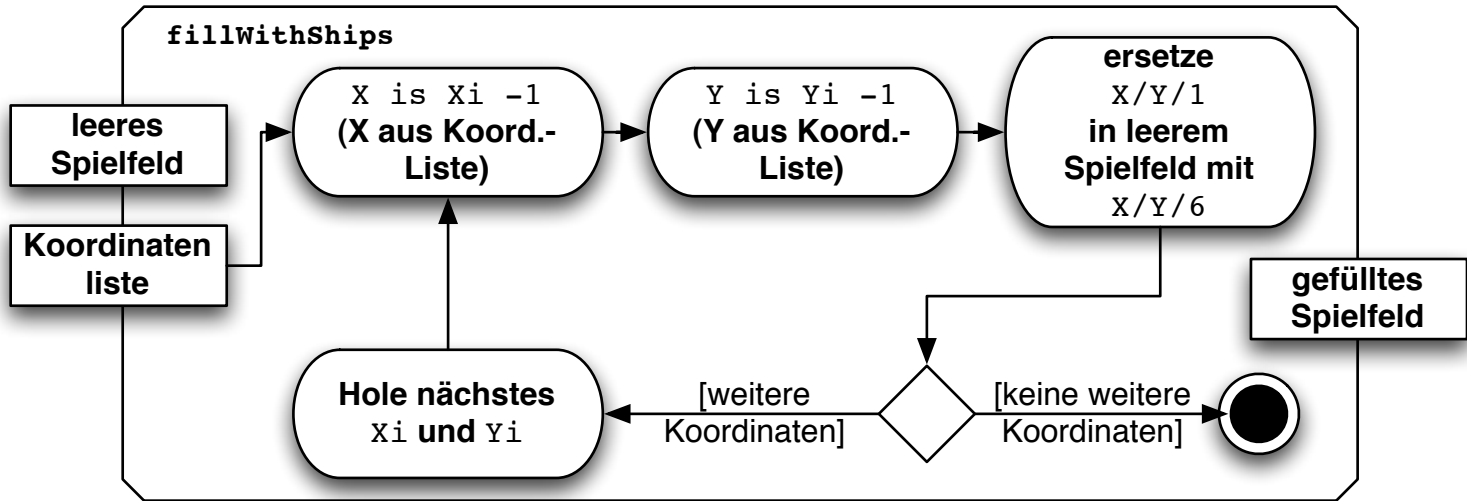 fillWithShips
leeres
Spielfeld
Koordinaten
liste
X is Xi -1
(X aus Koord.-
Liste)
Y is Yi -1
(Y aus Koord.-
Liste)
ersetze
X/Y/1
in leerem
Spielfeld mit
X/Y/6
gefülltes
Spielfeld
Hole nächstes
Xi und Yi
[weitere
Koordinaten]
[keine weitere
Koordinaten]